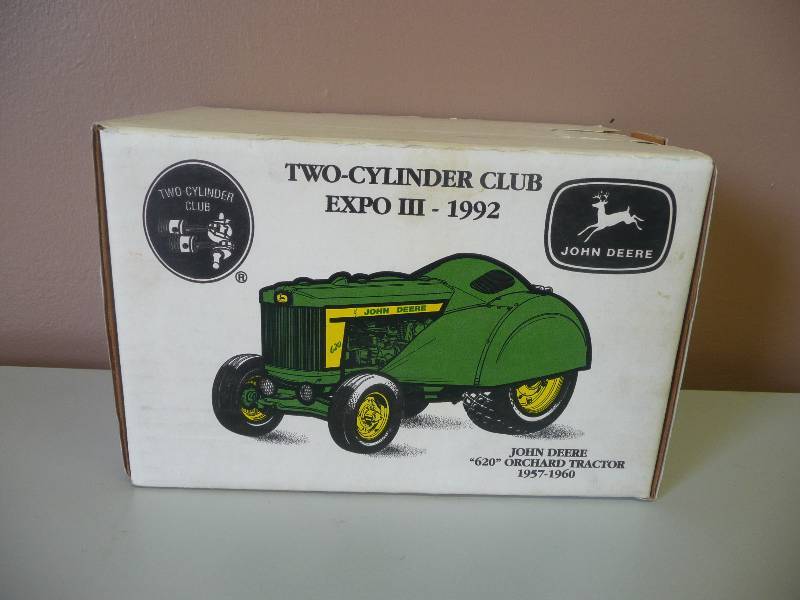 TWO-CYLINDER CLUB
EXPO III - 1992
TWO-CYLINDER
CLUB
®
JOHN DEERE
JOHN DEERE
620
JOHN DEERE
"620" ORCHARD TRACTOR
1957-1960